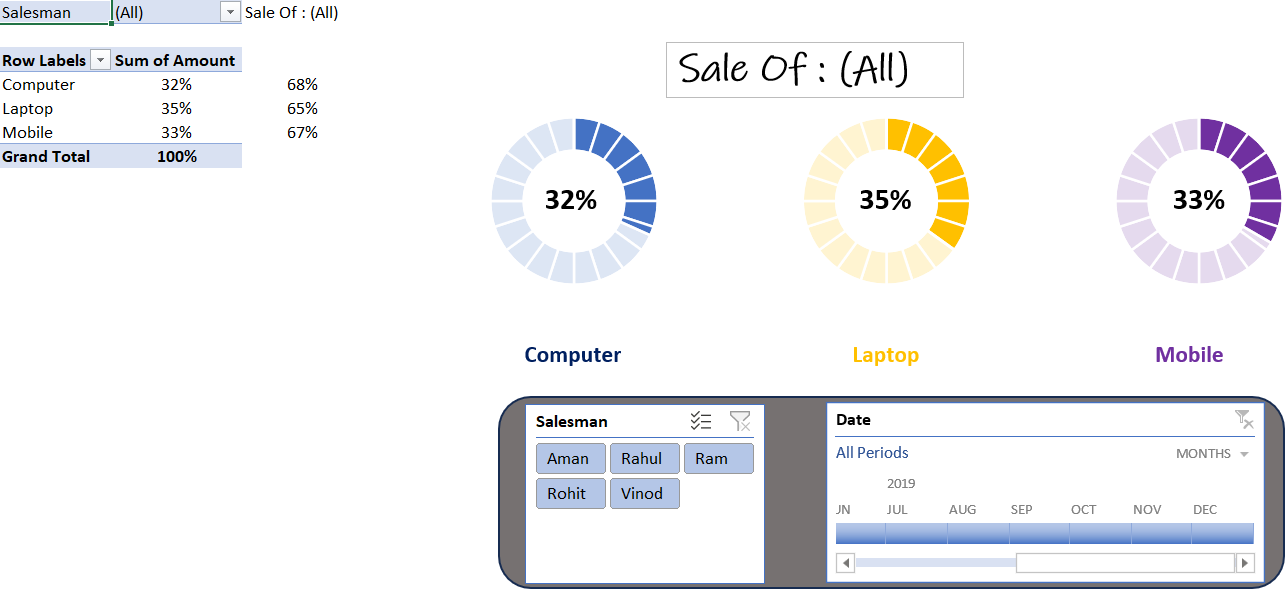 Salesman (All) Sale Of : (All)
Row Labels Sum of Amount
Computer 32% 68%
Laptop 35% 65%
Mobile 33% 67%
Grand Total 100%
Sale Of : (All)
32% 35% 33%
Computer Laptop Mobile
Salesman
Aman Rahul Ram
Rohit Vinod
Date
All Periods MONTHS
2019
JN JUL AUG SEP OCT NOV DEC